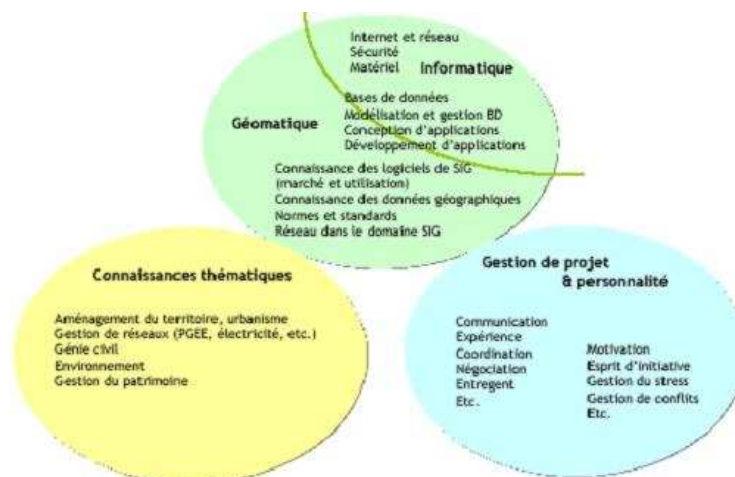 Internet et réseau
Sécurité
Matériel Informatique
Géomatique
Bases de données
Modélisation et gestion BD
Conception d'applications
Développement d'applications
Connaissance des logiciels de SIG
(marché et utilisation)
Connaissance des données géographiques
Normes et standards
Réseau dans le domaine SIG
Connaissances thématiques
Aménagement du territoire, urbanisme
Gestion de réseaux (PGEE, électricité, etc.)
Génie civil
Environnement
Gestion du patrimoine
Gestion de projet
& personnalité
Communication
Expérience
Coordination
Négociation
Entregent
Etc.
Motivation
Esprit d'initiative
Gestion du stress
Gestion de conflits
Etc.